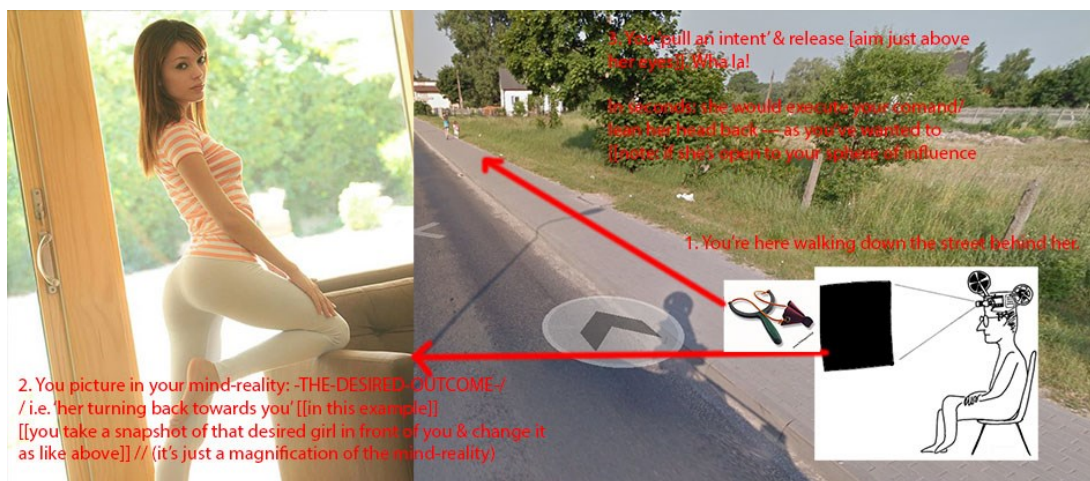 3. You 'pull an intent' & release [aim just above
her eyes]]. Wha la!
In seconds: she would execute your comand/
lean her head back — as you've wanted to
[[note: if she's open to your sphere of influence
1. You're here walking down the street behind her.
2. You picture in your mind-reality: -THE-DESIRED-OUTCOME-/
/ i.e. 'her turning back towards you' [[in this example]]
[[you take a snapshot of that desired girl in front of you & change it
as like above]] // (it's just a magnification of the mind-reality)